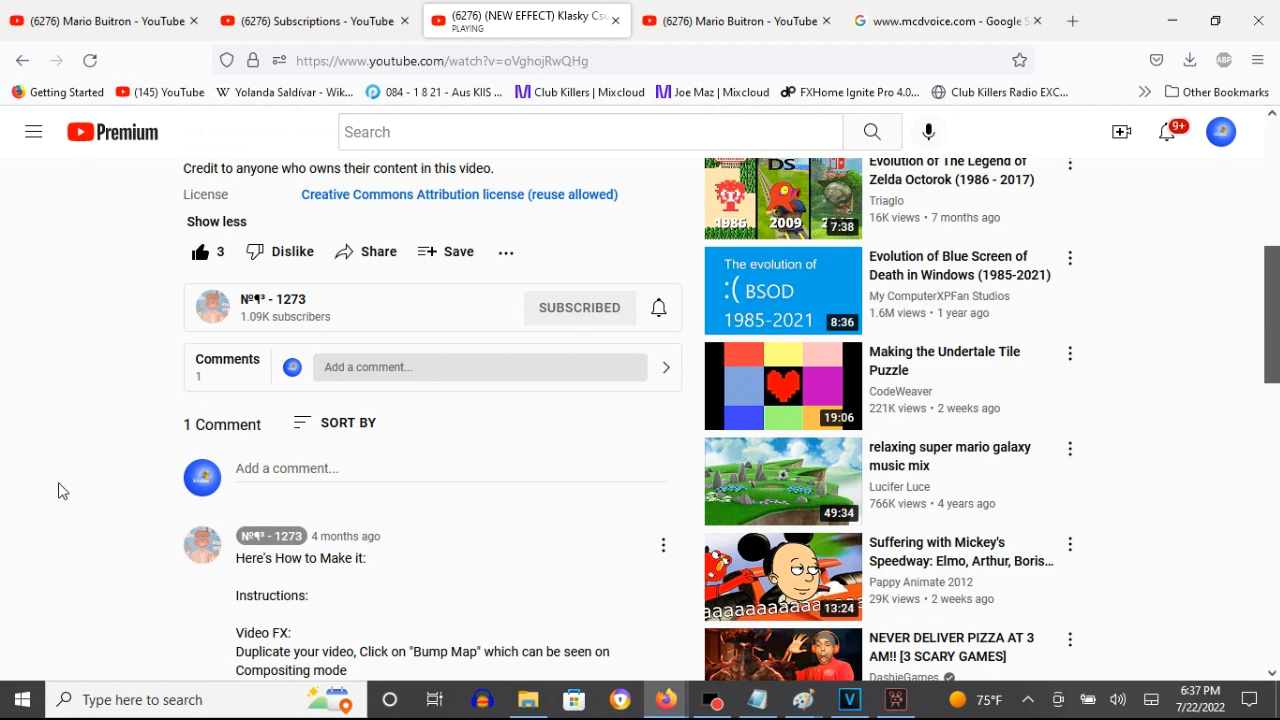 (6276) Mario Buitron - YouTube
(6276) Subscriptions - YouTube
(6276) (NEW EFFECT) Klasky Csu
PLAYING
(6276) Mario Buitron - YouTube
www.mcdvoice.com - Google S
https://www.youtube.com/watch?v=oVghojRwQHg
Getting Started
(145) YouTube
Yolanda Saldívar - Wik...
084 - 1 8 21 - Aus KIIS ...
Club Killers | Mixcloud
Joe Maz | Mixcloud
FXHome Ignite Pro 4.0...
Club Killers Radio EXC...
Other Bookmarks
Premium
Search
9+
Credit to anyone who owns their content in this video.
License
Creative Commons Attribution license (reuse allowed)
Show less
3
Dislike
Share
Save
№¶³ - 1273
1.09K subscribers
SUBSCRIBED
Comments
1
Add a comment...
1 Comment
SORT BY
Add a comment...
№¶³ - 1273
4 months ago
Here's How to Make it:
Instructions:
Video FX:
Duplicate your video, Click on "Bump Map" which can be seen on
Compositing mode
DS
1986
2009
7:38
Evolution of The Legend of
Zelda Octorok (1986 - 2017)
Triaglo
16K views • 7 months ago
The evolution of
:( BSOD
1985-2021
8:36
Evolution of Blue Screen of
Death in Windows (1985-2021)
My ComputerXPFan Studios
1.6M views • 1 year ago
19:06
Making the Undertale Tile
Puzzle
CodeWeaver
221K views • 2 weeks ago
49:34
relaxing super mario galaxy
music mix
Lucifer Luce
766K views • 4 years ago
13:24
Suffering with Mickey's
Speedway: Elmo, Arthur, Boris...
Pappy Animate 2012
29K views • 2 weeks ago
NEVER DELIVER PIZZA AT 3
AM!! [3 SCARY GAMES]
DashieGames
Type here to search
75°F
6:37 PM
7/22/2022